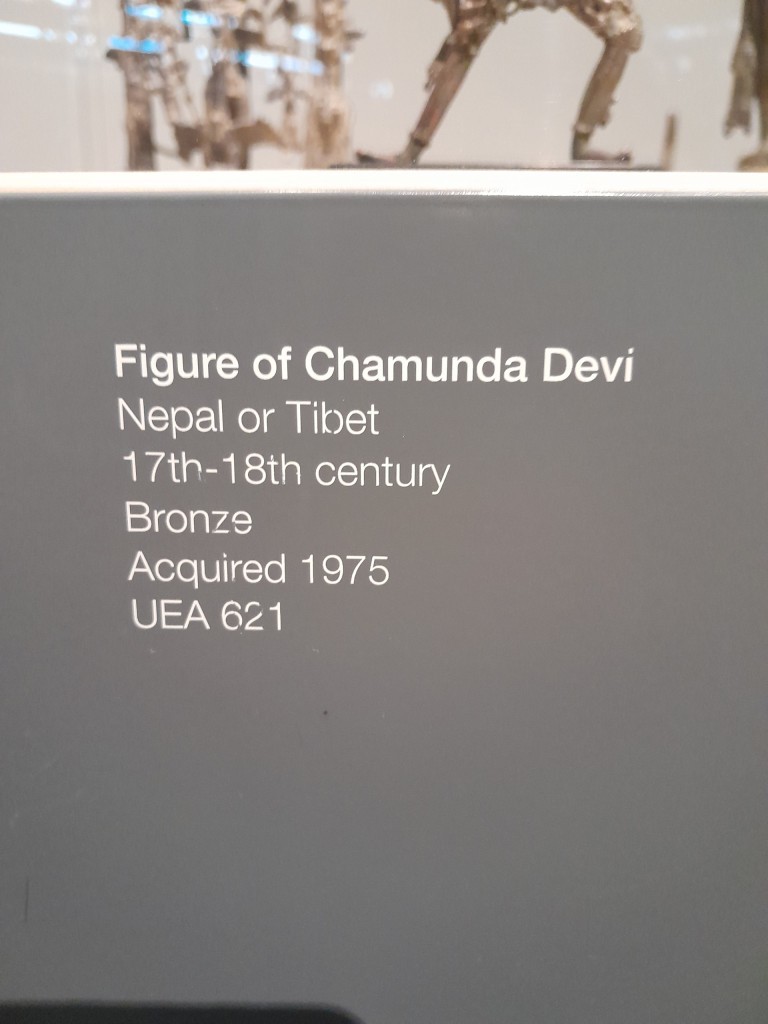 Figure of Chamunda Devi
Nepal or Tibet
17th-18th century
Bronze
Acquired 1975
UEA 621